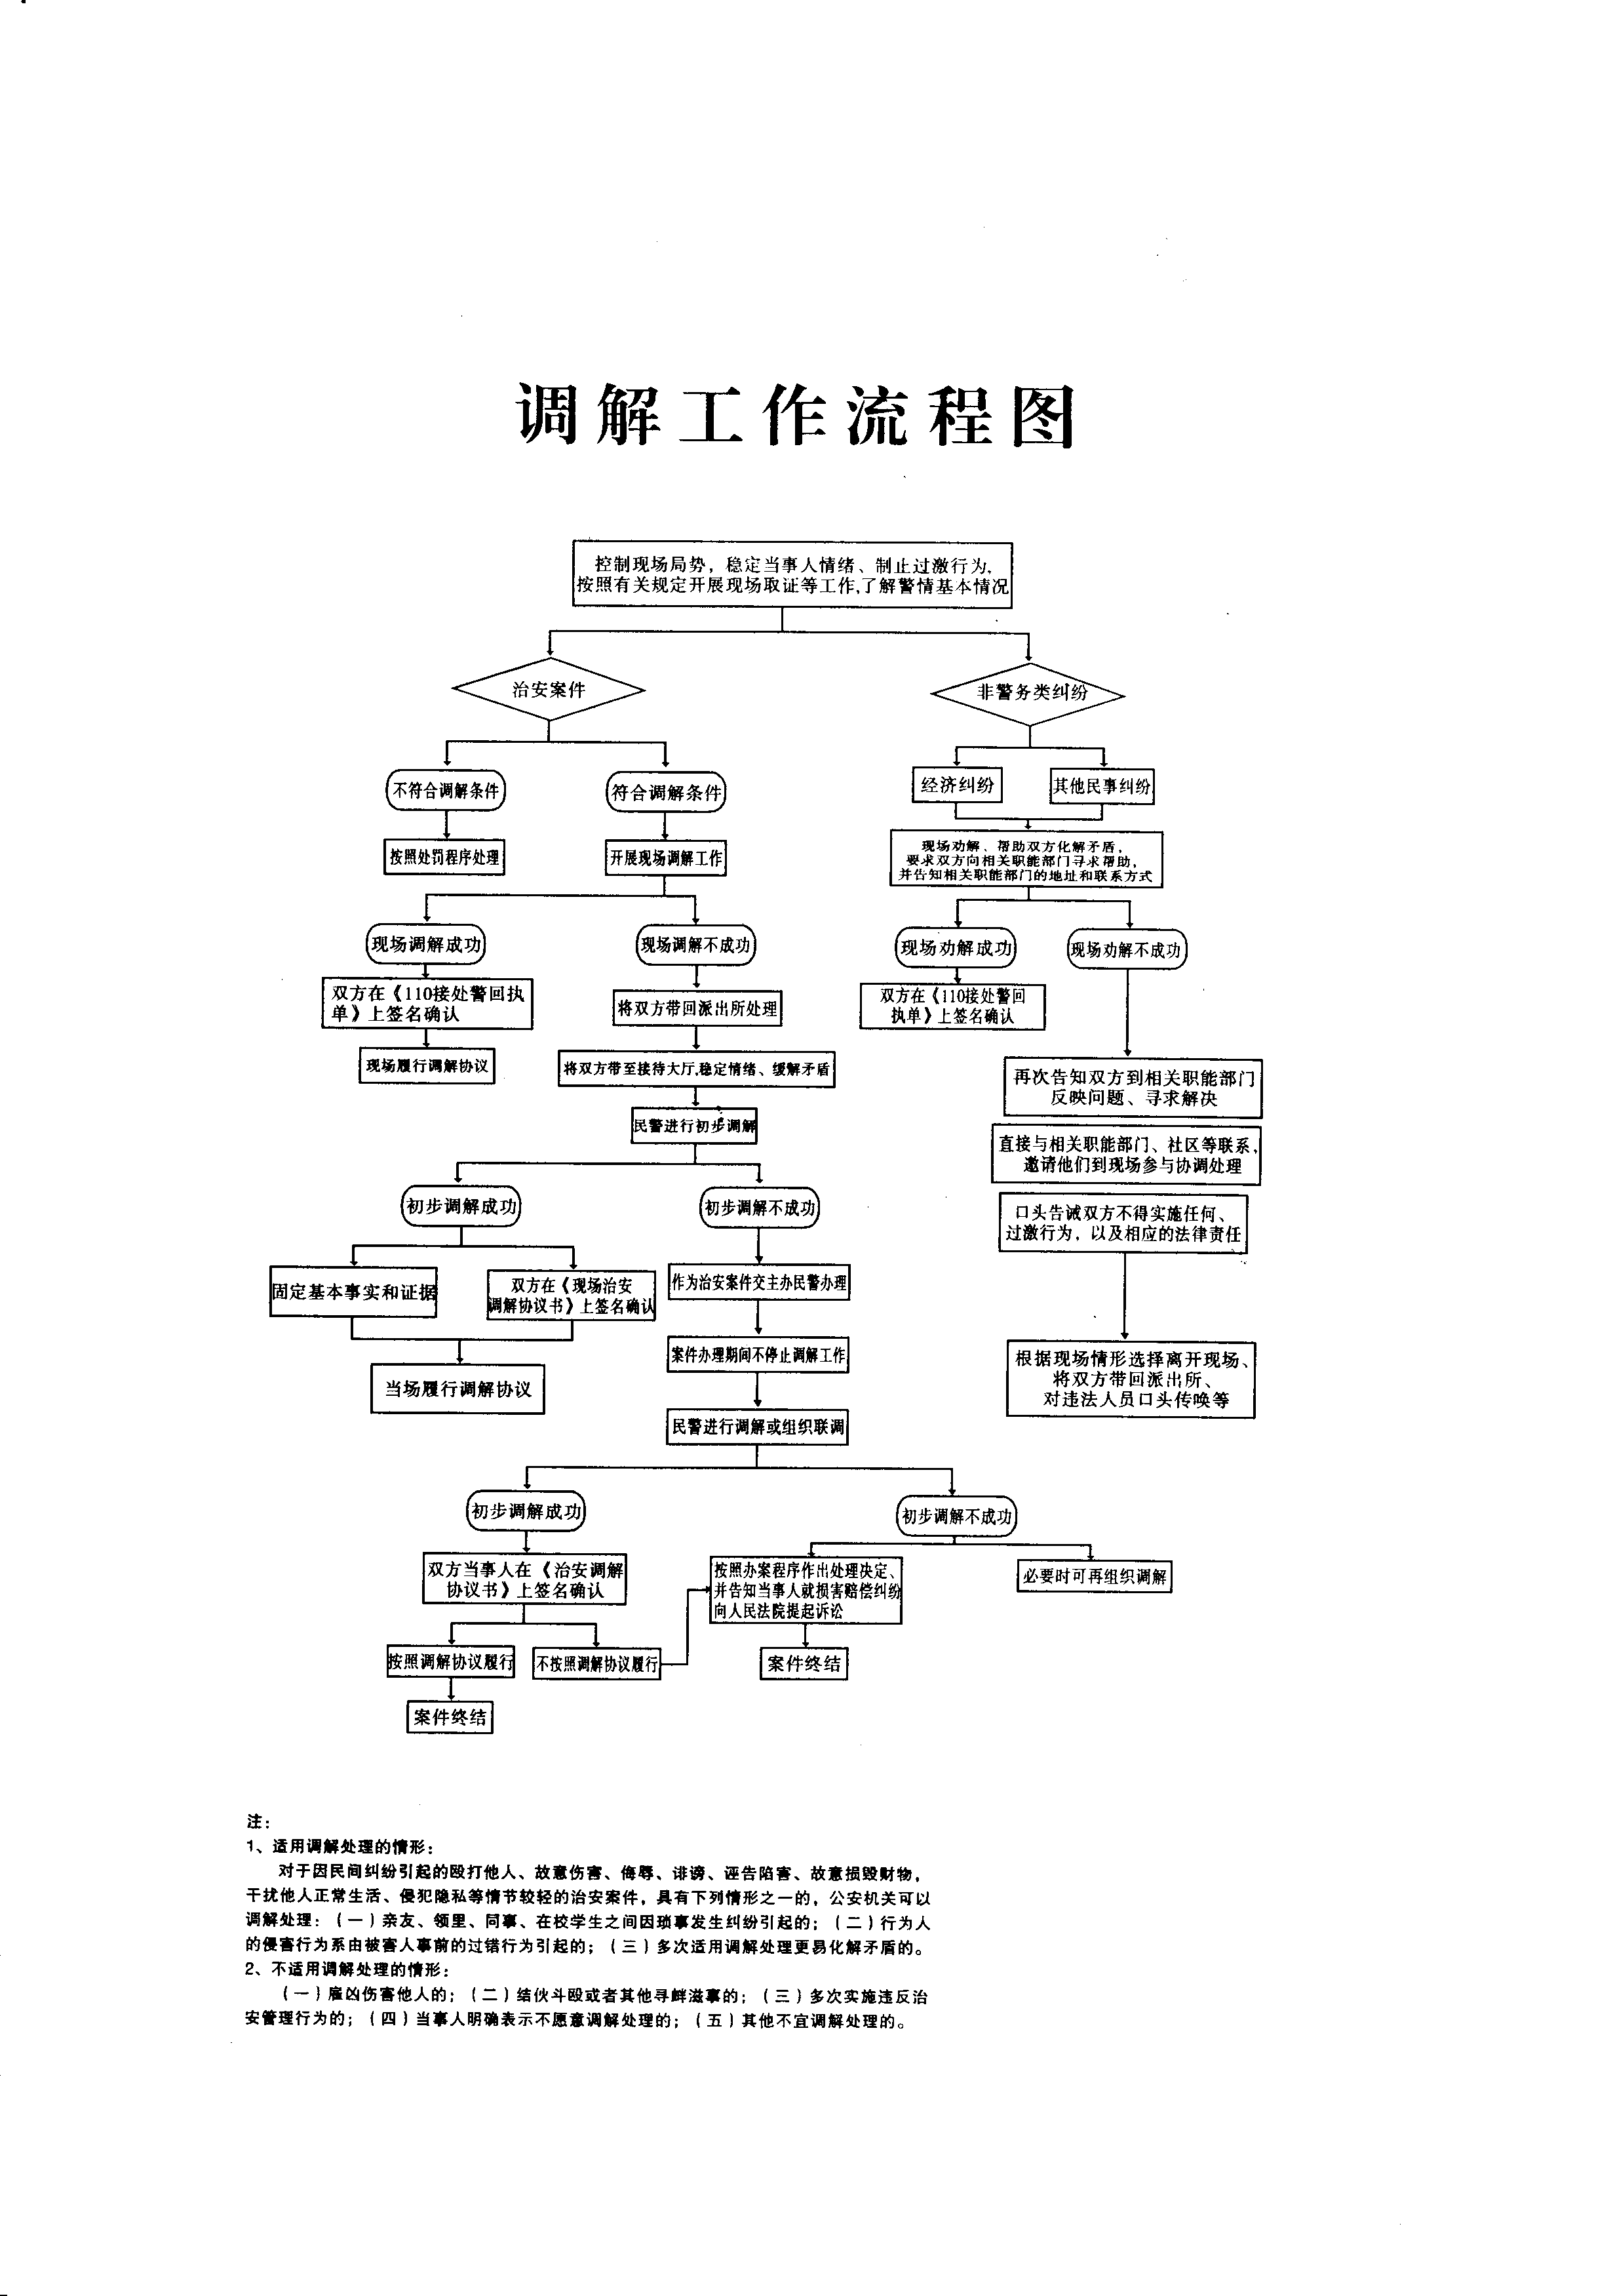 调解工作流程图
控制现场局势，稳定当事人情绪、制止过激行为，
按照有关规定开展现场取证等工作,了解警情基本情况
治安案件
非警务类纠纷
不符合调解条件
符合调解条件
经济纠纷
其他民事纠纷
按照处罚程序处理
开展现场调解工作
现场劝解、帮助双方化解矛盾，
要求双方向相关职能部门寻求帮助，
并告知相关职能部门的地址和联系方式
现场调解成功
现场调解不成功
现场劝解成功
现场劝解不成功
双方在《110接处警回执
单》上签名确认
将双方带回派出所处理
双方在《110接处警回
执单》上签名确认
现场履行调解协议
将双方带至接待大厅,稳定情绪、缓解矛盾
再次告知双方到相关职能部门
反映问题、寻求解决
民警进行初步调解
直接与相关职能部门、社区等联系，
邀请他们到现场参与协调处理
初步调解成功
初步调解不成功
口头告诫双方不得实施任何、
过激行为，以及相应的法律责任
固定基本事实和证据
双方在《现场治安
调解协议书》上签名确认
作为治安案件交主办民警办理
案件办理期间不停止调解工作
当场履行调解协议
根据现场情形选择离开现场、
将双方带回派出所、
对违法人员口头传唤等
民警进行调解或组织联调
初步调解成功
初步调解不成功
双方当事人在《治安调解
协议书》上签名确认
按照办案程序作出处理决定、
并告知当事人就损害赔偿纠纷
向人民法院提起诉讼
必要时可再组织调解
按照调解协议履行
不按照调解协议履行
案件终结
案件终结
注：
1、适用调解处理的情形：
对于因民间纠纷引起的殴打他人、故意伤害、侮辱、诽谤、诬告陷害、故意损毁财物，
干扰他人正常生活、侵犯隐私等情节较轻的治安案件，具有下列情形之一的，公安机关可以
调解处理：（一）亲友、领里、同事、在校学生之间因琐事发生纠纷引起的；（二）行为人
的侵害行为系由被害人事前的过错行为引起的；（三）多次适用调解处理更易化解矛盾的。
2、不适用调解处理的情形：
（一）雇凶伤害他人的；（二）结伙斗殴或者其他寻衅滋事的；（三）多次实施违反治
安管理行为的；（四）当事人明确表示不愿意调解处理的；（五）其他不宜调解处理的。